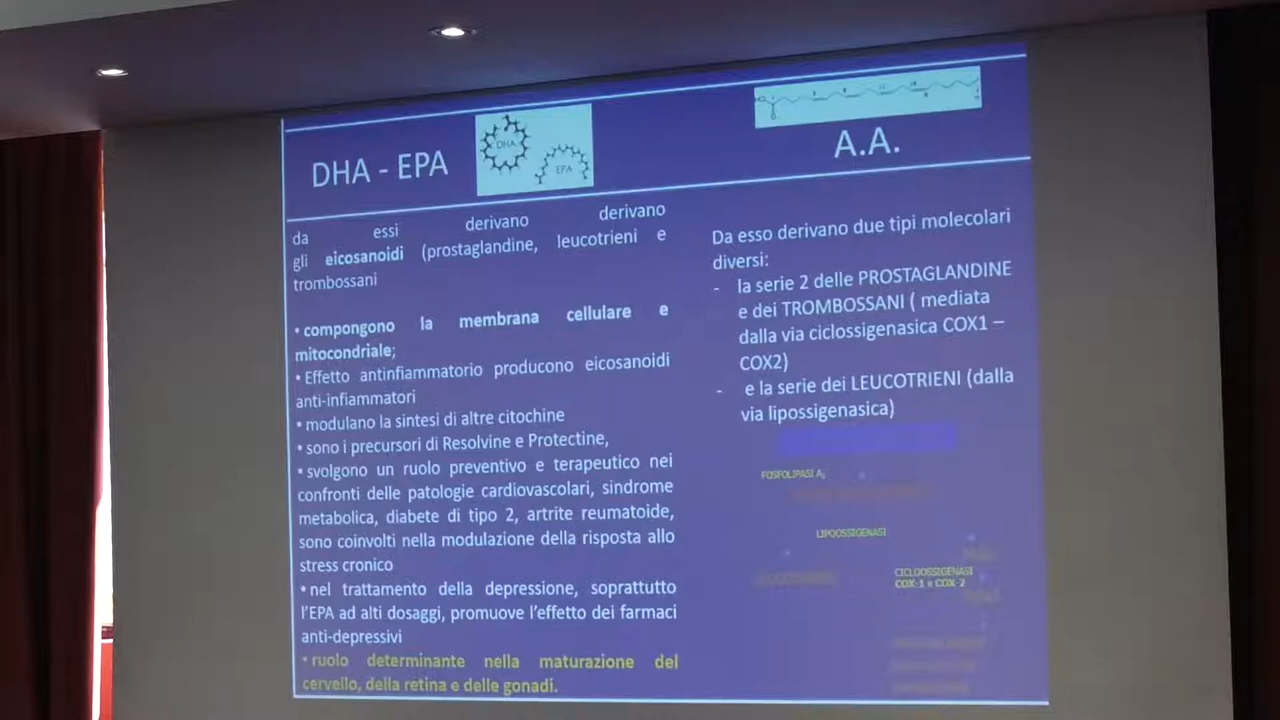 DHA - EPA
DHA
EPA
da essi derivano derivano
gli eicosanoidi (prostaglandine, leucotrieni e
trombossani
• compongono la membrana cellulare e
mitocondriale;
• Effetto antinfiammatorio producono eicosanoidi
anti-infiammatori
• modulano la sintesi di altre citochine
• sono i precursori di Resolvine e Protectine,
• svolgono un ruolo preventivo e terapeutico nei
confronti delle patologie cardiovascolari, sindrome
metabolica, diabete di tipo 2, artrite reumatoide,
sono coinvolti nella modulazione della risposta allo
stress cronico
• nel trattamento della depressione, soprattutto
l'EPA ad alti dosaggi, promuove l'effetto dei farmaci
anti-depressivi
• ruolo determinante nella maturazione del
cervello, della retina e delle gonadi.
A.A.
Da esso derivano due tipi molecolari
diversi:
- la serie 2 delle PROSTAGLANDINE
e dei TROMBOSSANI ( mediata
dalla via ciclossigenasica COX1 –
COX2)
- e la serie dei LEUCOTRIENI (dalla
via lipossigenasica)
FOSFOLIPASI A₂
LIPOOSSIGENASI
CICLOOSSIGENASI
COX-1 e COX-2